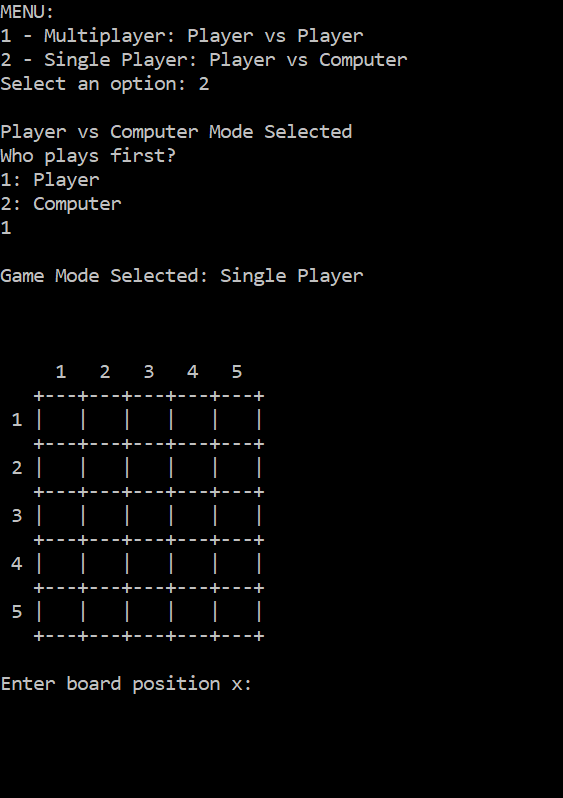 MENU:
1 - Multiplayer: Player vs Player
2 - Single Player: Player vs Computer
Select an option: 2
Player vs Computer Mode Selected
Who plays first?
1: Player
2: Computer
1
Game Mode Selected: Single Player
     1   2   3   4   5
   +---+---+---+---+---+
 1 |   |   |   |   |   |
   +---+---+---+---+---+
 2 |   |   |   |   |   |
   +---+---+---+---+---+
 3 |   |   |   |   |   |
   +---+---+---+---+---+
 4 |   |   |   |   |   |
   +---+---+---+---+---+
 5 |   |   |   |   |   |
   +---+---+---+---+---+
Enter board position x: